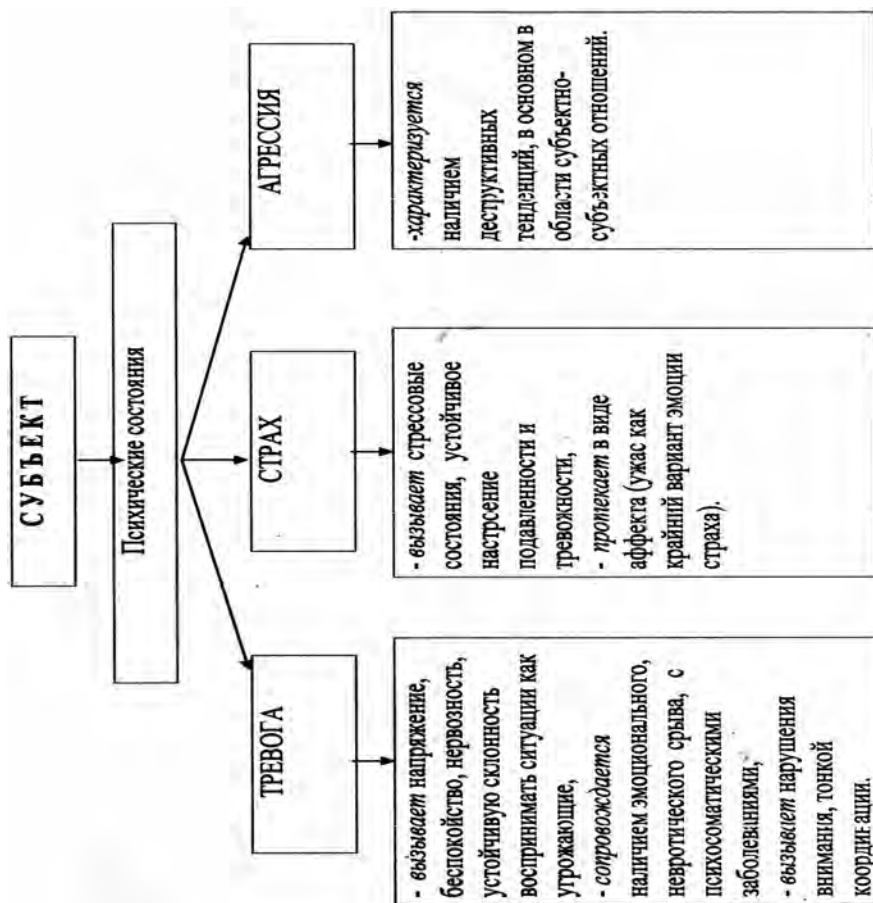 СУБЪЕКТ
Психические состояния
ТРЕВОГА
СТРАХ
АГРЕССИЯ
- вызывает напряжение,
беспокойство, нервозность,
устойчивую склонность
воспринимать ситуации как
угрожающие,
- сопровождается
наличием эмоционального,
невротического срыва, с
психосоматическими
заболеваниями,
- вызывает нарушения
внимания, тонкой
координации.
- вызывает стрессовые
состояния, устойчивое
настроение
подавленности и
тревожности,
- протекает в виде
аффекта (ужас как
крайний вариант эмоции
страха).
-характеризуется
наличием
деструктивных
тенденций, в основном в
области субъектно-
субъектных отношений.